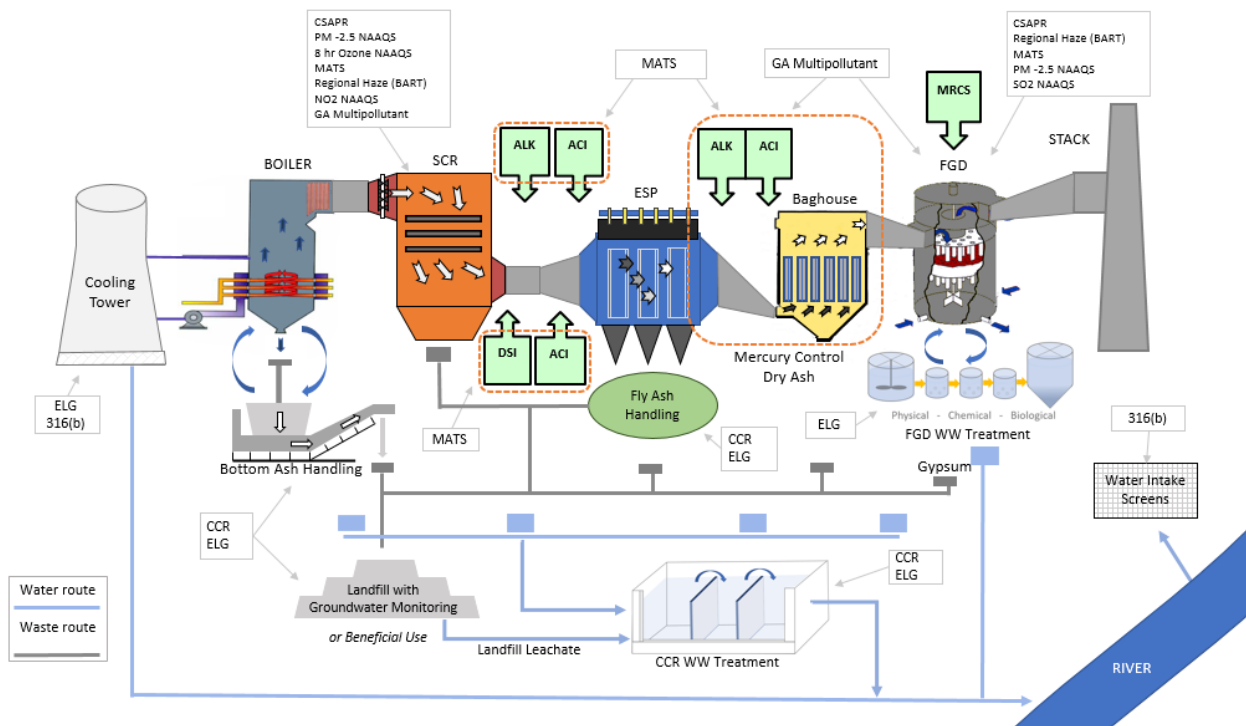 CSAPR
PM -2.5 NAAQS
8 hr Ozone NAAQS
MATS
Regional Haze (BART)
NO2 NAAQS
GA Multipollutant
MATS
GA Multipollutant
CSAPR
Regional Haze (BART)
MATS
PM -2.5 NAAQS
SO2 NAAQS
MRCS
STACK
BOILER
SCR
ALK
ACI
ESP
ALK
ACI
Baghouse
FGD
Cooling
Tower
DSI
ACI
Mercury Control
Dry Ash
MATS
Fly Ash
Handling
CCR
ELG
ELG
316(b)
ELG
Physical - Chemical - Biological
FGD WW Treatment
316(b)
Water Intake
Screens
Bottom Ash Handling
Gypsum
CCR
ELG
Landfill with
Groundwater Monitoring
or Beneficial Use
Landfill Leachate
CCR WW Treatment
CCR
ELG
Water route
Waste route
RIVER